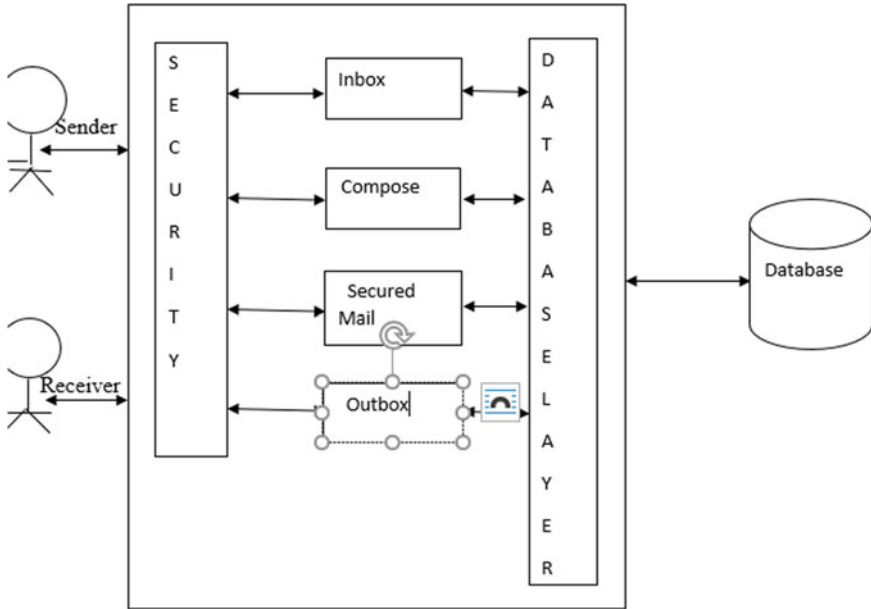 Sender
Receiver
S
E
C
U
R
I
T
Y
Inbox
Compose
Secured
Mail
Outbox
D
A
T
A
B
A
S
E
L
A
Y
E
R
Database